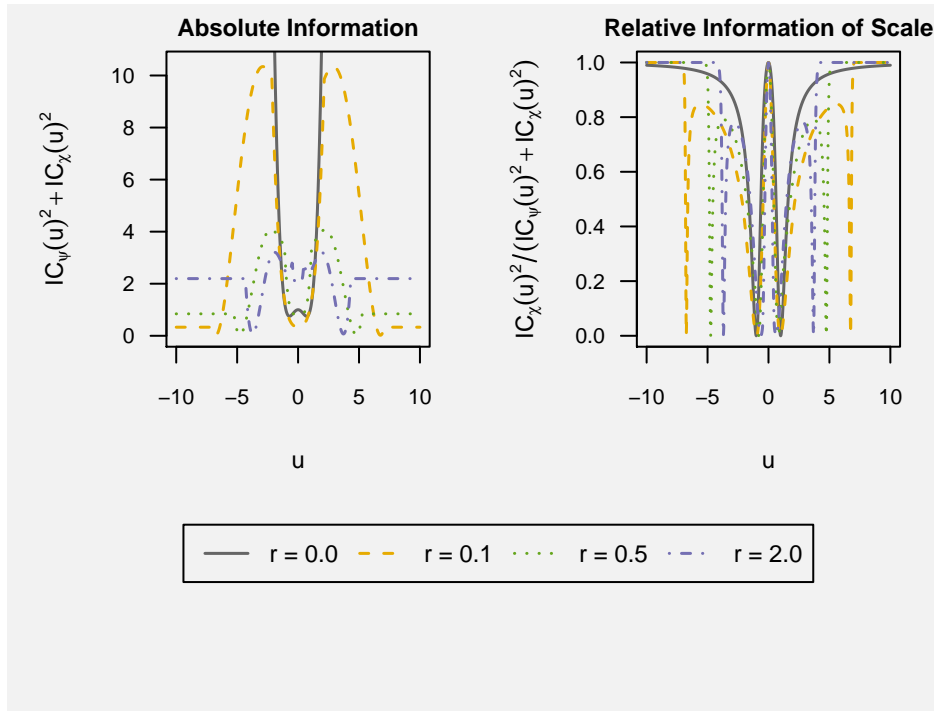 Absolute Information
IC_ψ(u)² + IC_χ(u)²
10
8
6
4
2
0
−10 −5 0 5 10
u
Relative Information of Scale
IC_χ(u)² / (IC_ψ(u)² + IC_χ(u)²)
1.0
0.8
0.6
0.4
0.2
0.0
−10 −5 0 5 10
u
r = 0.0 r = 0.1 r = 0.5 r = 2.0